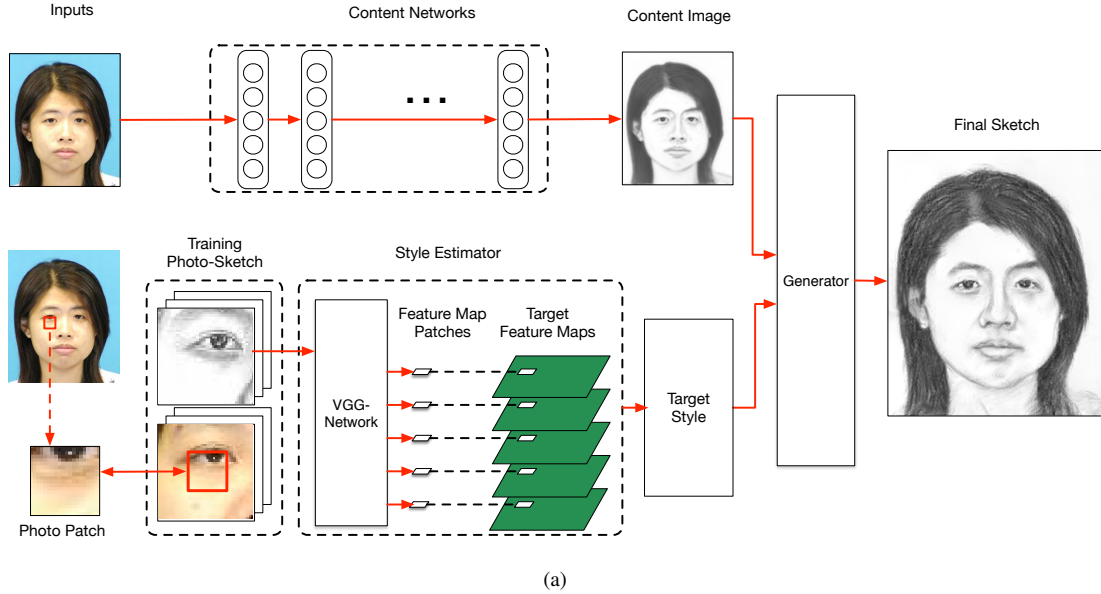 Inputs
Content Networks
Content Image
...
Final Sketch
Training
Photo-Sketch
Style Estimator
Feature Map
Patches
Target
Feature Maps
VGG-
Network
Target
Style
Generator
Photo Patch
(a)